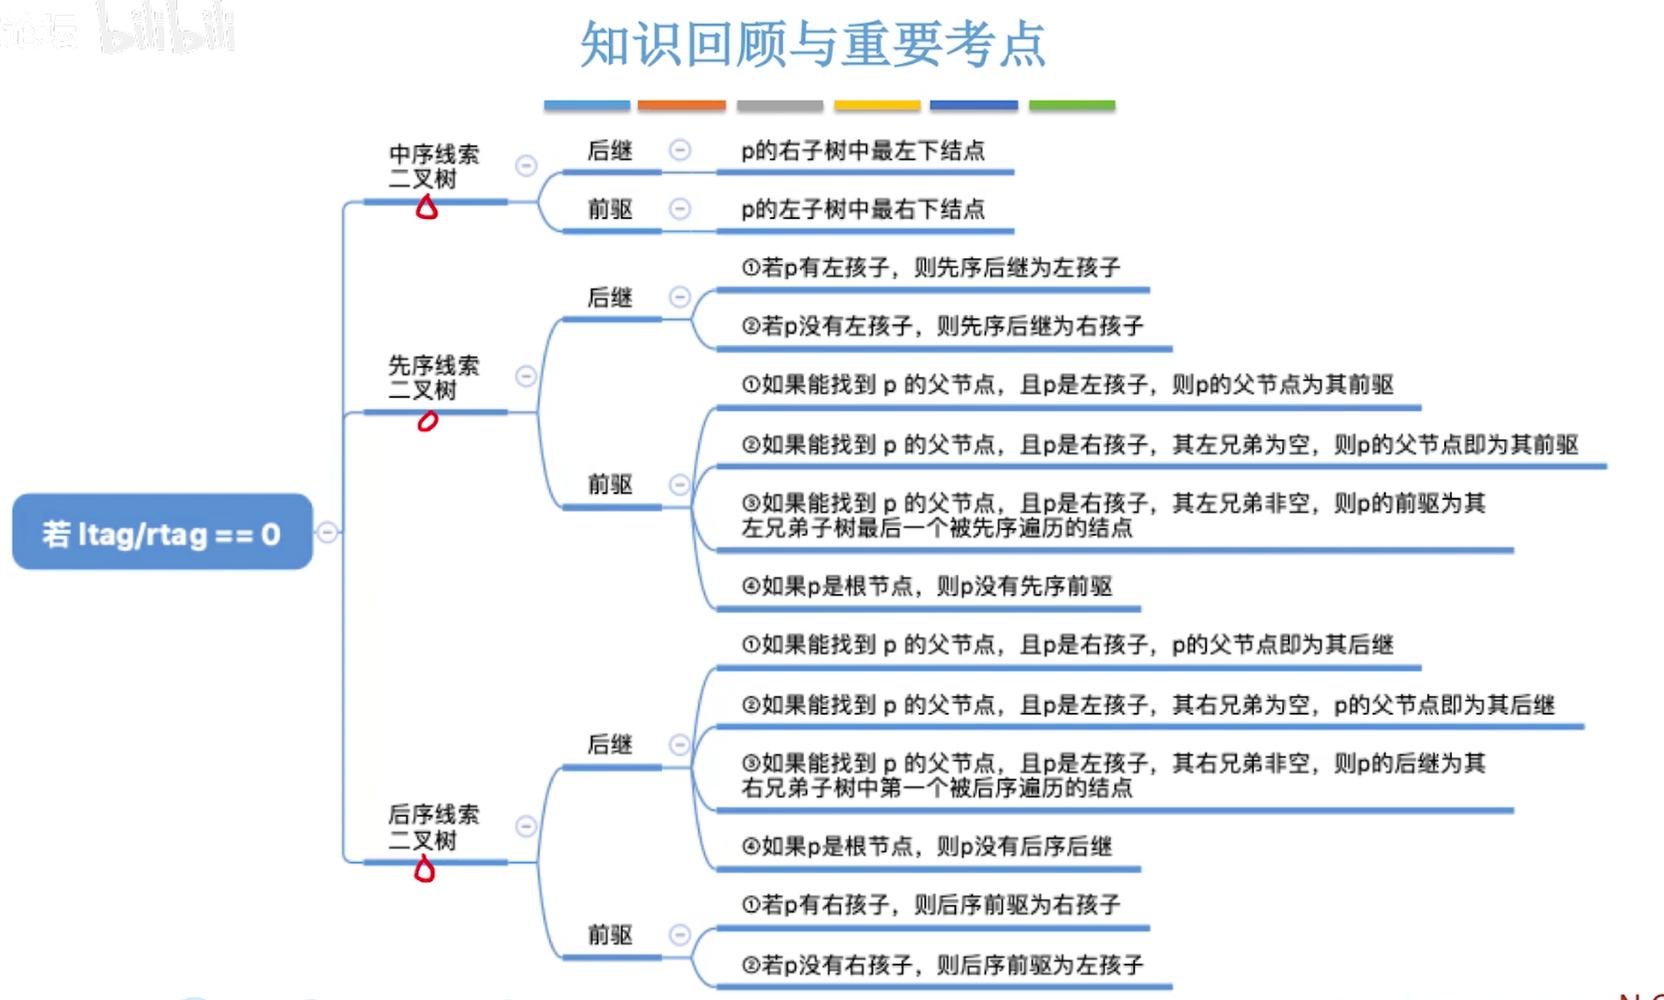 论坛 bilibili
知识回顾与重要考点
若 ltag/rtag == 0
中序线索
二叉树
后继
p的右子树中最左下结点
前驱
p的左子树中最右下结点
先序线索
二叉树
后继
①若p有左孩子，则先序后继为左孩子
②若p没有左孩子，则先序后继为右孩子
前驱
①如果能找到 p 的父节点，且p是左孩子，则p的父节点为其前驱
②如果能找到 p 的父节点，且p是右孩子，其左兄弟为空，则p的父节点即为其前驱
③如果能找到 p 的父节点，且p是右孩子，其左兄弟非空，则p的前驱为其
左兄弟子树最后一个被先序遍历的结点
④如果p是根节点，则p没有先序前驱
后序线索
二叉树
后继
①如果能找到 p 的父节点，且p是右孩子，p的父节点即为其后继
②如果能找到 p 的父节点，且p是左孩子，其右兄弟为空，p的父节点即为其后继
③如果能找到 p 的父节点，且p是左孩子，其右兄弟非空，则p的后继为其
右兄弟子树中第一个被后序遍历的结点
④如果p是根节点，则p没有后序后继
前驱
①若p有右孩子，则后序前驱为右孩子
②若p没有右孩子，则后序前驱为左孩子